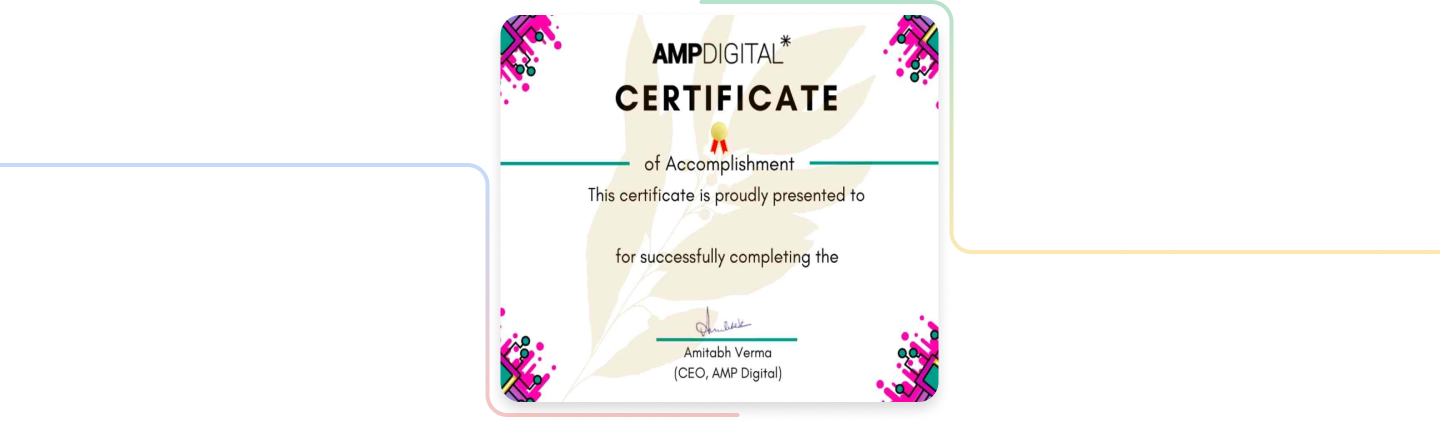 AMPDIGITAL*
CERTIFICATE
of Accomplishment
This certificate is proudly presented to
for successfully completing the
Amitabh Verma
(CEO, AMP Digital)